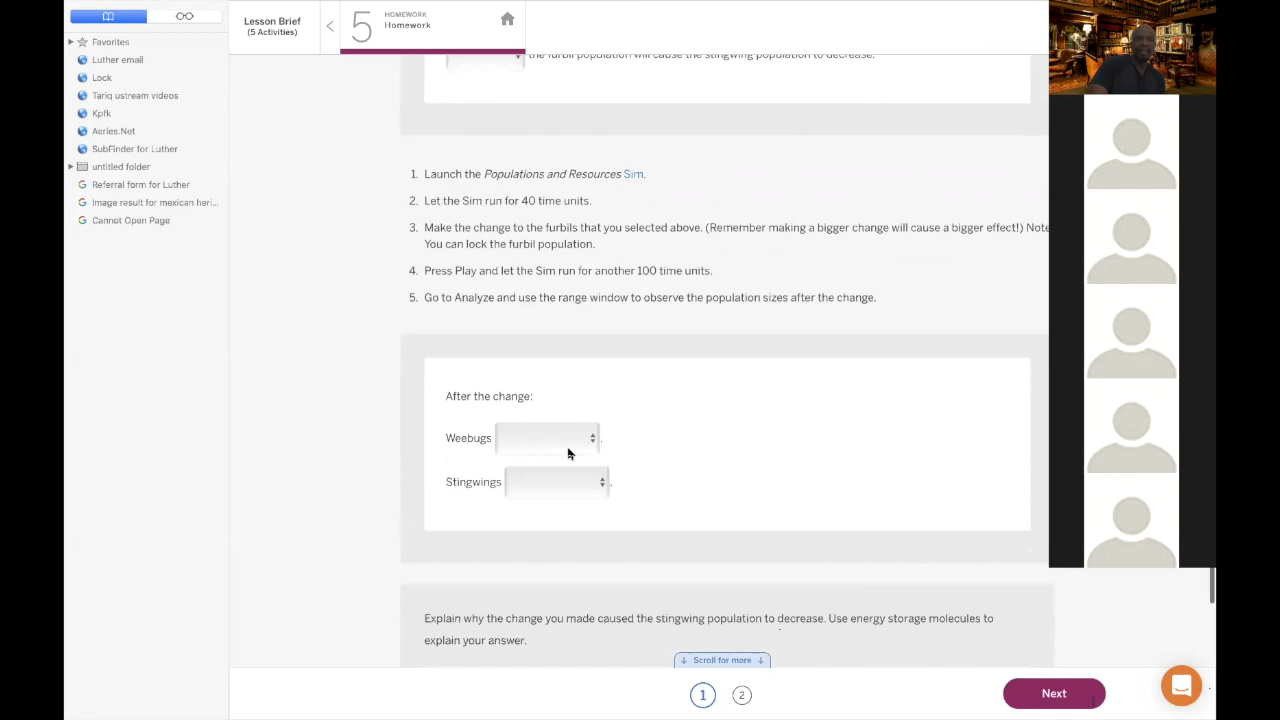 Lesson Brief
(5 Activities)
5
HOMEWORK
Homework
Favorites
Luther email
Lock
Tariq ustream videos
Kpfk
Aeries.Net
SubFinder for Luther
untitled folder
Referral form for Luther
Image result for mexican heri...
Cannot Open Page
the furbil population will cause the stingwing population to decrease.
1. Launch the Populations and Resources Sim.
2. Let the Sim run for 40 time units.
3. Make the change to the furbils that you selected above. (Remember making a bigger change will cause a bigger effect!) Note
You can lock the furbil population.
4. Press Play and let the Sim run for another 100 time units.
5. Go to Analyze and use the range window to observe the population sizes after the change.
After the change:
Weebugs .
Stingwings .
Explain why the change you made caused the stingwing population to decrease. Use energy storage molecules to
explain your answer.
Scroll for more
1 2
Next